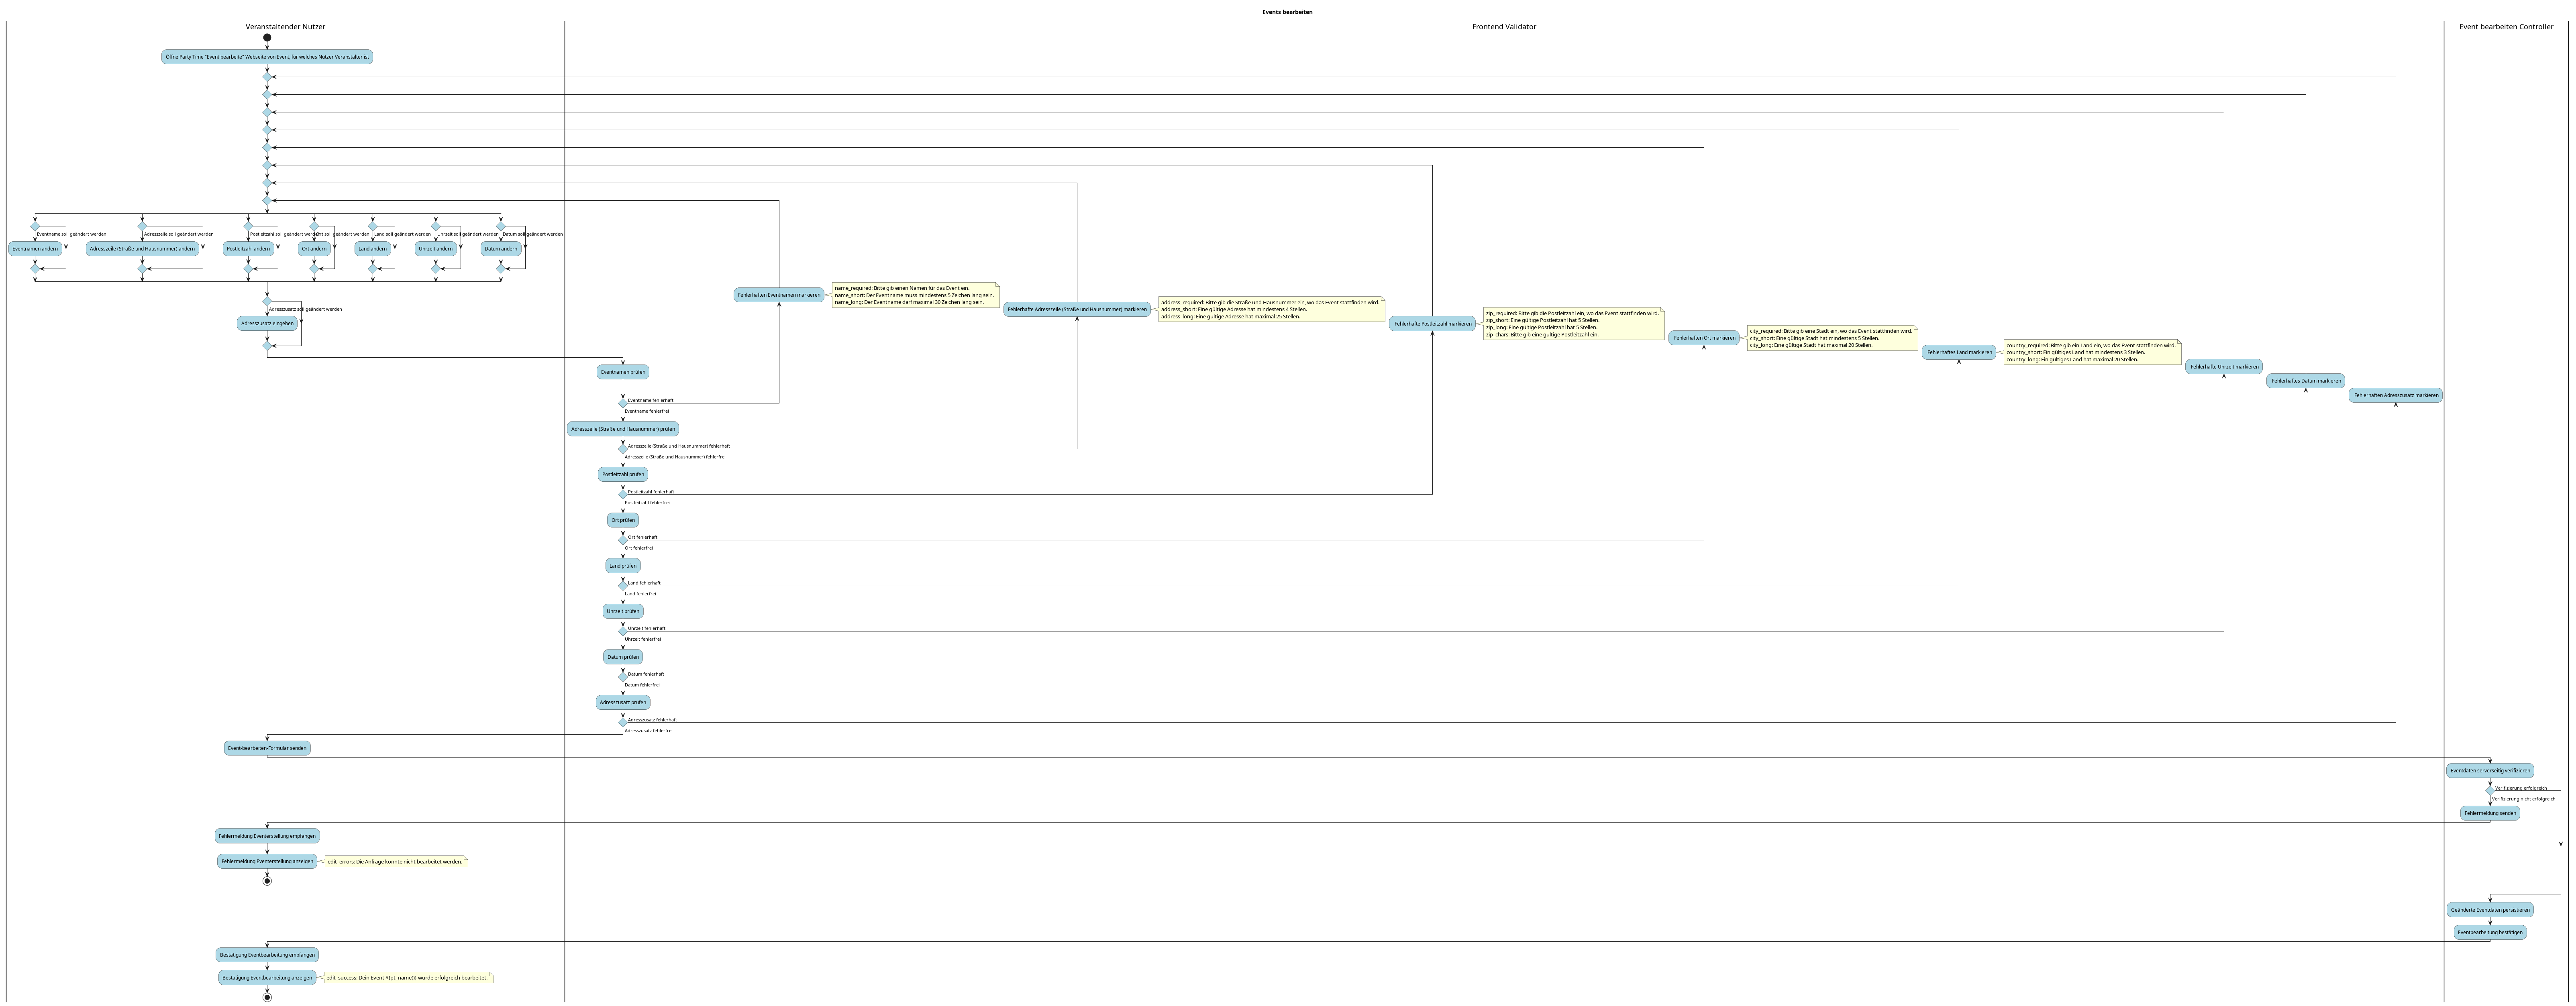 Events bearbeiten
Veranstaltender Nutzer
Frontend Validator
Event bearbeiten Controller
Öffne Party Time "Event bearbeite" Webseite von Event, für welches Nutzer Veranstalter ist
Eventname soll geändert werden
Adresszeile soll geändert werden
Postleitzahl soll geändert werden
Ort soll geändert werden
Land soll geändert werden
Uhrzeit soll geändert werden
Datum soll geändert werden
Eventnamen ändern
Adresszeile (Straße und Hausnummer) ändern
Postleitzahl ändern
Ort ändern
Land ändern
Uhrzeit ändern
Datum ändern
Adresszusatz soll geändert werden
Adresszusatz eingeben
Fehlerhaften Eventnamen markieren
name_required: Bitte gib einen Namen für das Event ein.
name_short: Der Eventname muss mindestens 5 Zeichen lang sein.
name_long: Der Eventname darf maximal 30 Zeichen lang sein.
Fehlerhafte Adresszeile (Straße und Hausnummer) markieren
address_required: Bitte gib die Straße und Hausnummer ein, wo das Event stattfinden wird.
address_short: Eine gültige Adresse hat mindestens 4 Stellen.
address_long: Eine gültige Adresse hat maximal 25 Stellen.
Fehlerhafte Postleitzahl markieren
zip_required: Bitte gib die Postleitzahl ein, wo das Event stattfinden wird.
zip_short: Eine gültige Postleitzahl hat 5 Stellen.
zip_long: Eine gültige Postleitzahl hat 5 Stellen.
zip_chars: Bitte gib eine gültige Postleitzahl ein.
Fehlerhaften Ort markieren
city_required: Bitte gib eine Stadt ein, wo das Event stattfinden wird.
city_short: Eine gültige Stadt hat mindestens 5 Stellen.
city_long: Eine gültige Stadt hat maximal 20 Stellen.
Fehlerhaftes Land markieren
country_required: Bitte gib ein Land ein, wo das Event stattfinden wird.
country_short: Ein gültiges Land hat mindestens 3 Stellen.
country_long: Ein gültiges Land hat maximal 20 Stellen.
Fehlerhafte Uhrzeit markieren
Fehlerhaftes Datum markieren
Fehlerhaften Adresszusatz markieren
Eventnamen prüfen
Eventname fehlerhaft
Eventname fehlerfrei
Adresszeile (Straße und Hausnummer) prüfen
Adresszeile (Straße und Hausnummer) fehlerhaft
Adresszeile (Straße und Hausnummer) fehlerfrei
Postleitzahl prüfen
Postleitzahl fehlerhaft
Postleitzahl fehlerfrei
Ort prüfen
Ort fehlerhaft
Ort fehlerfrei
Land prüfen
Land fehlerhaft
Land fehlerfrei
Uhrzeit prüfen
Uhrzeit fehlerhaft
Uhrzeit fehlerfrei
Datum prüfen
Datum fehlerhaft
Datum fehlerfrei
Adresszusatz prüfen
Adresszusatz fehlerhaft
Adresszusatz fehlerfrei
Event-bearbeiten-Formular senden
Eventdaten serverseitig verifizieren
Verifizierung erfolgreich
Verifizierung nicht erfolgreich
Fehlermeldung senden
Fehlermeldung Eventerstellung empfangen
Fehlermeldung Eventerstellung anzeigen
edit_errors: Die Anfrage konnte nicht bearbeitet werden.
Geänderte Eventdaten persistieren
Eventbearbeitung bestätigen
Bestätigung Eventbearbeitung empfangen
Bestätigung Eventbearbeitung anzeigen
edit_success: Dein Event ${pt_name()} wurde erfolgreich bearbeitet.